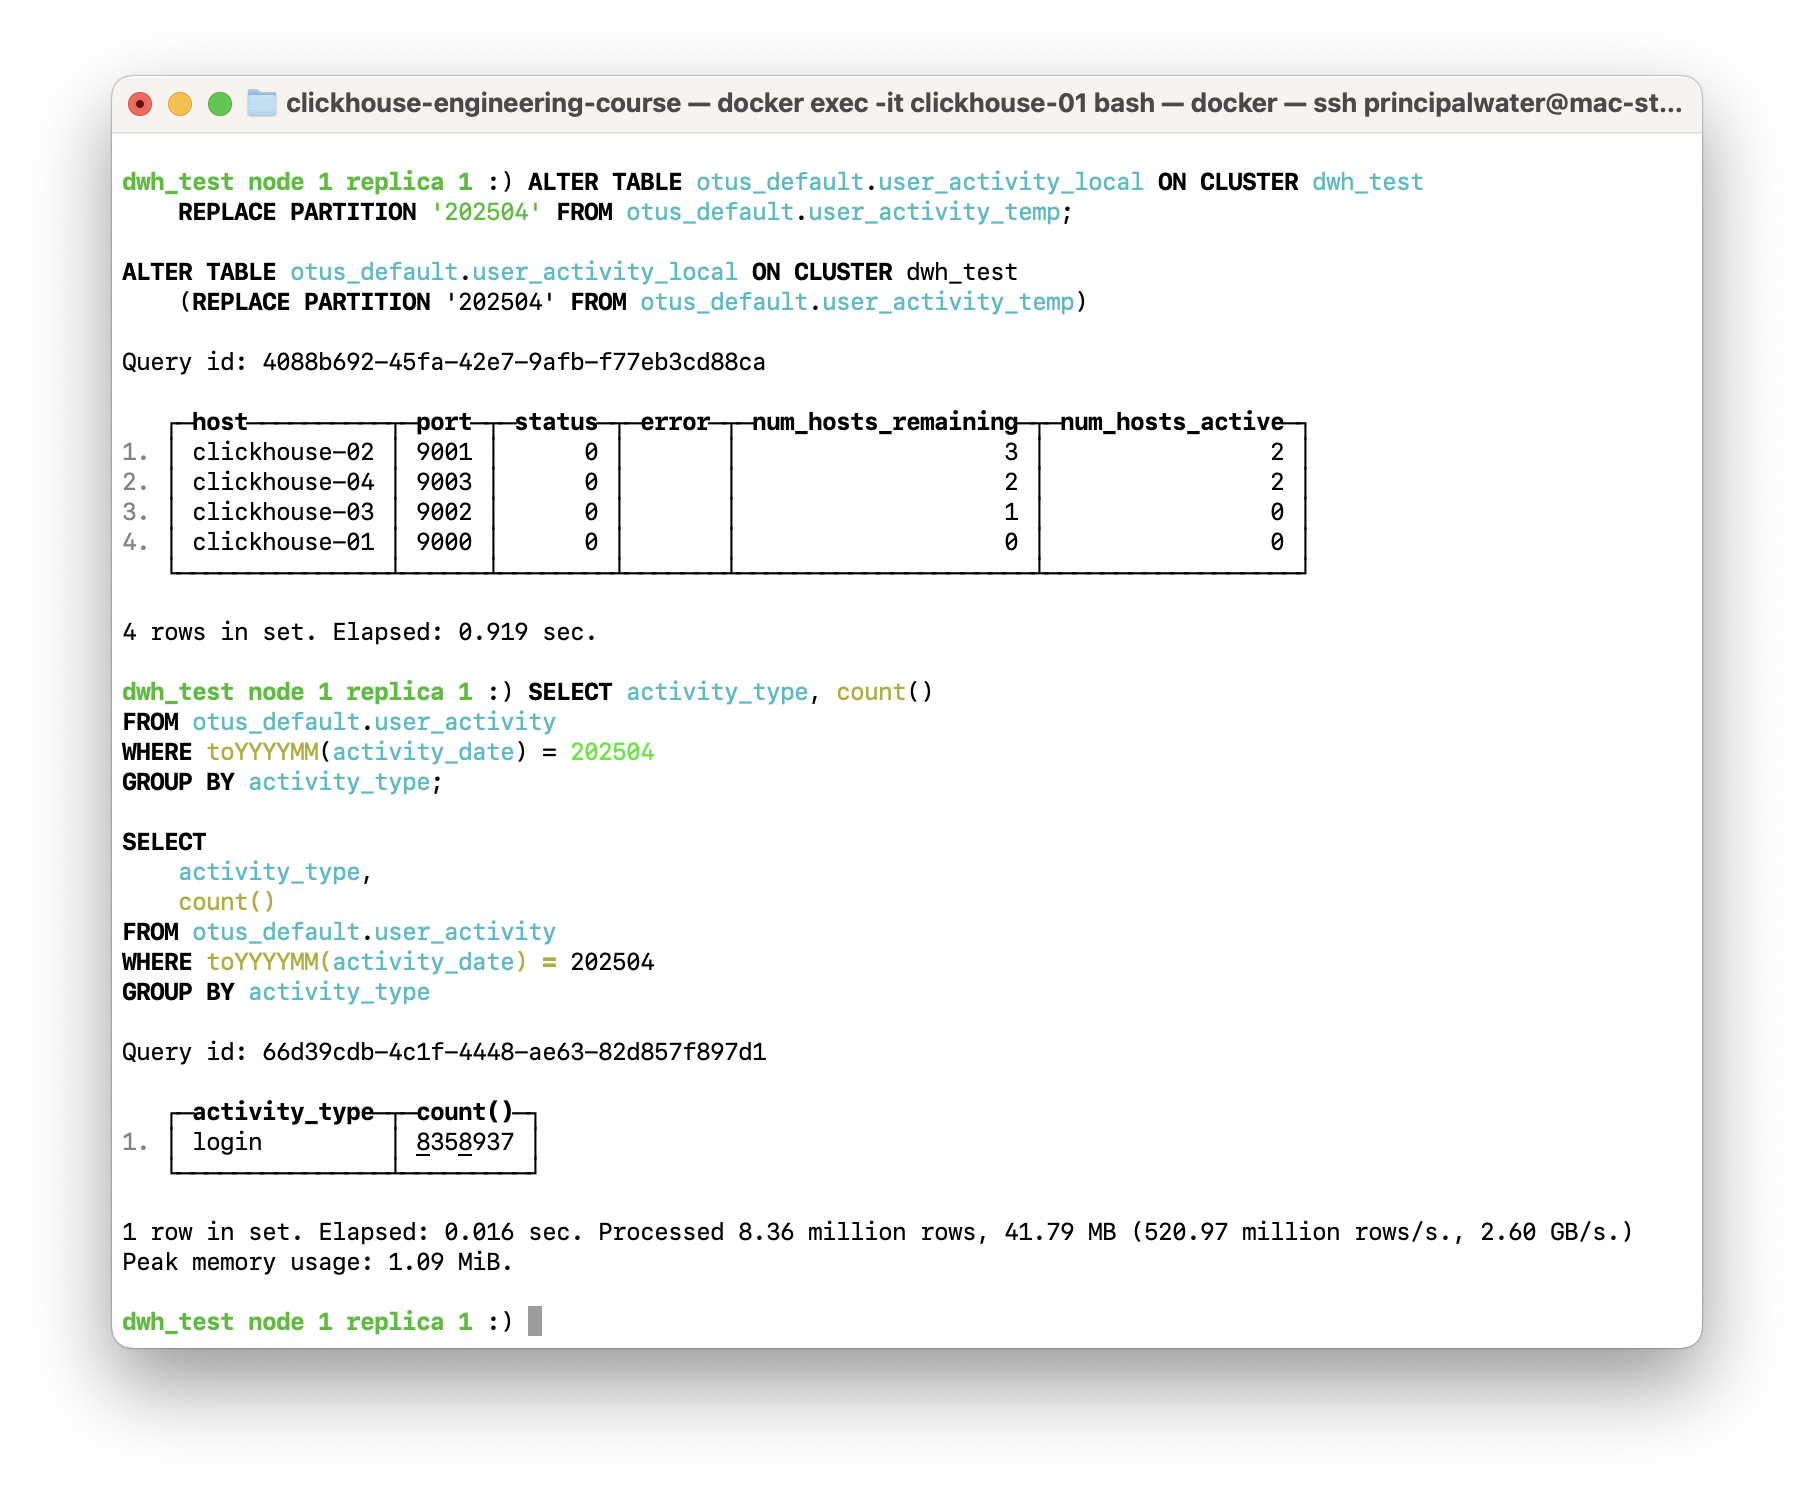 clickhouse-engineering-course — docker exec -it clickhouse-01 bash — docker — ssh principalwater@mac-st...
dwh_test node 1 replica 1 :) ALTER TABLE otus_default.user_activity_local ON CLUSTER dwh_test
    REPLACE PARTITION '202504' FROM otus_default.user_activity_temp;
ALTER TABLE otus_default.user_activity_local ON CLUSTER dwh_test
    (REPLACE PARTITION '202504' FROM otus_default.user_activity_temp)
Query id: 4088b692-45fa-42e7-9afb-f77eb3cd88ca
host port status error num_hosts_remaining num_hosts_active
1. clickhouse-02 9001 0 3 2
2. clickhouse-04 9003 0 2 2
3. clickhouse-03 9002 0 1 0
4. clickhouse-01 9000 0 0 0
4 rows in set. Elapsed: 0.919 sec.
dwh_test node 1 replica 1 :) SELECT activity_type, count()
FROM otus_default.user_activity
WHERE toYYYYMM(activity_date) = 202504
GROUP BY activity_type;
SELECT
    activity_type,
    count()
FROM otus_default.user_activity
WHERE toYYYYMM(activity_date) = 202504
GROUP BY activity_type
Query id: 66d39cdb-4c1f-4448-ae63-82d857f897d1
activity_type count()
1. login 8358937
1 row in set. Elapsed: 0.016 sec. Processed 8.36 million rows, 41.79 MB (520.97 million rows/s., 2.60 GB/s.)
Peak memory usage: 1.09 MiB.
dwh_test node 1 replica 1 :)